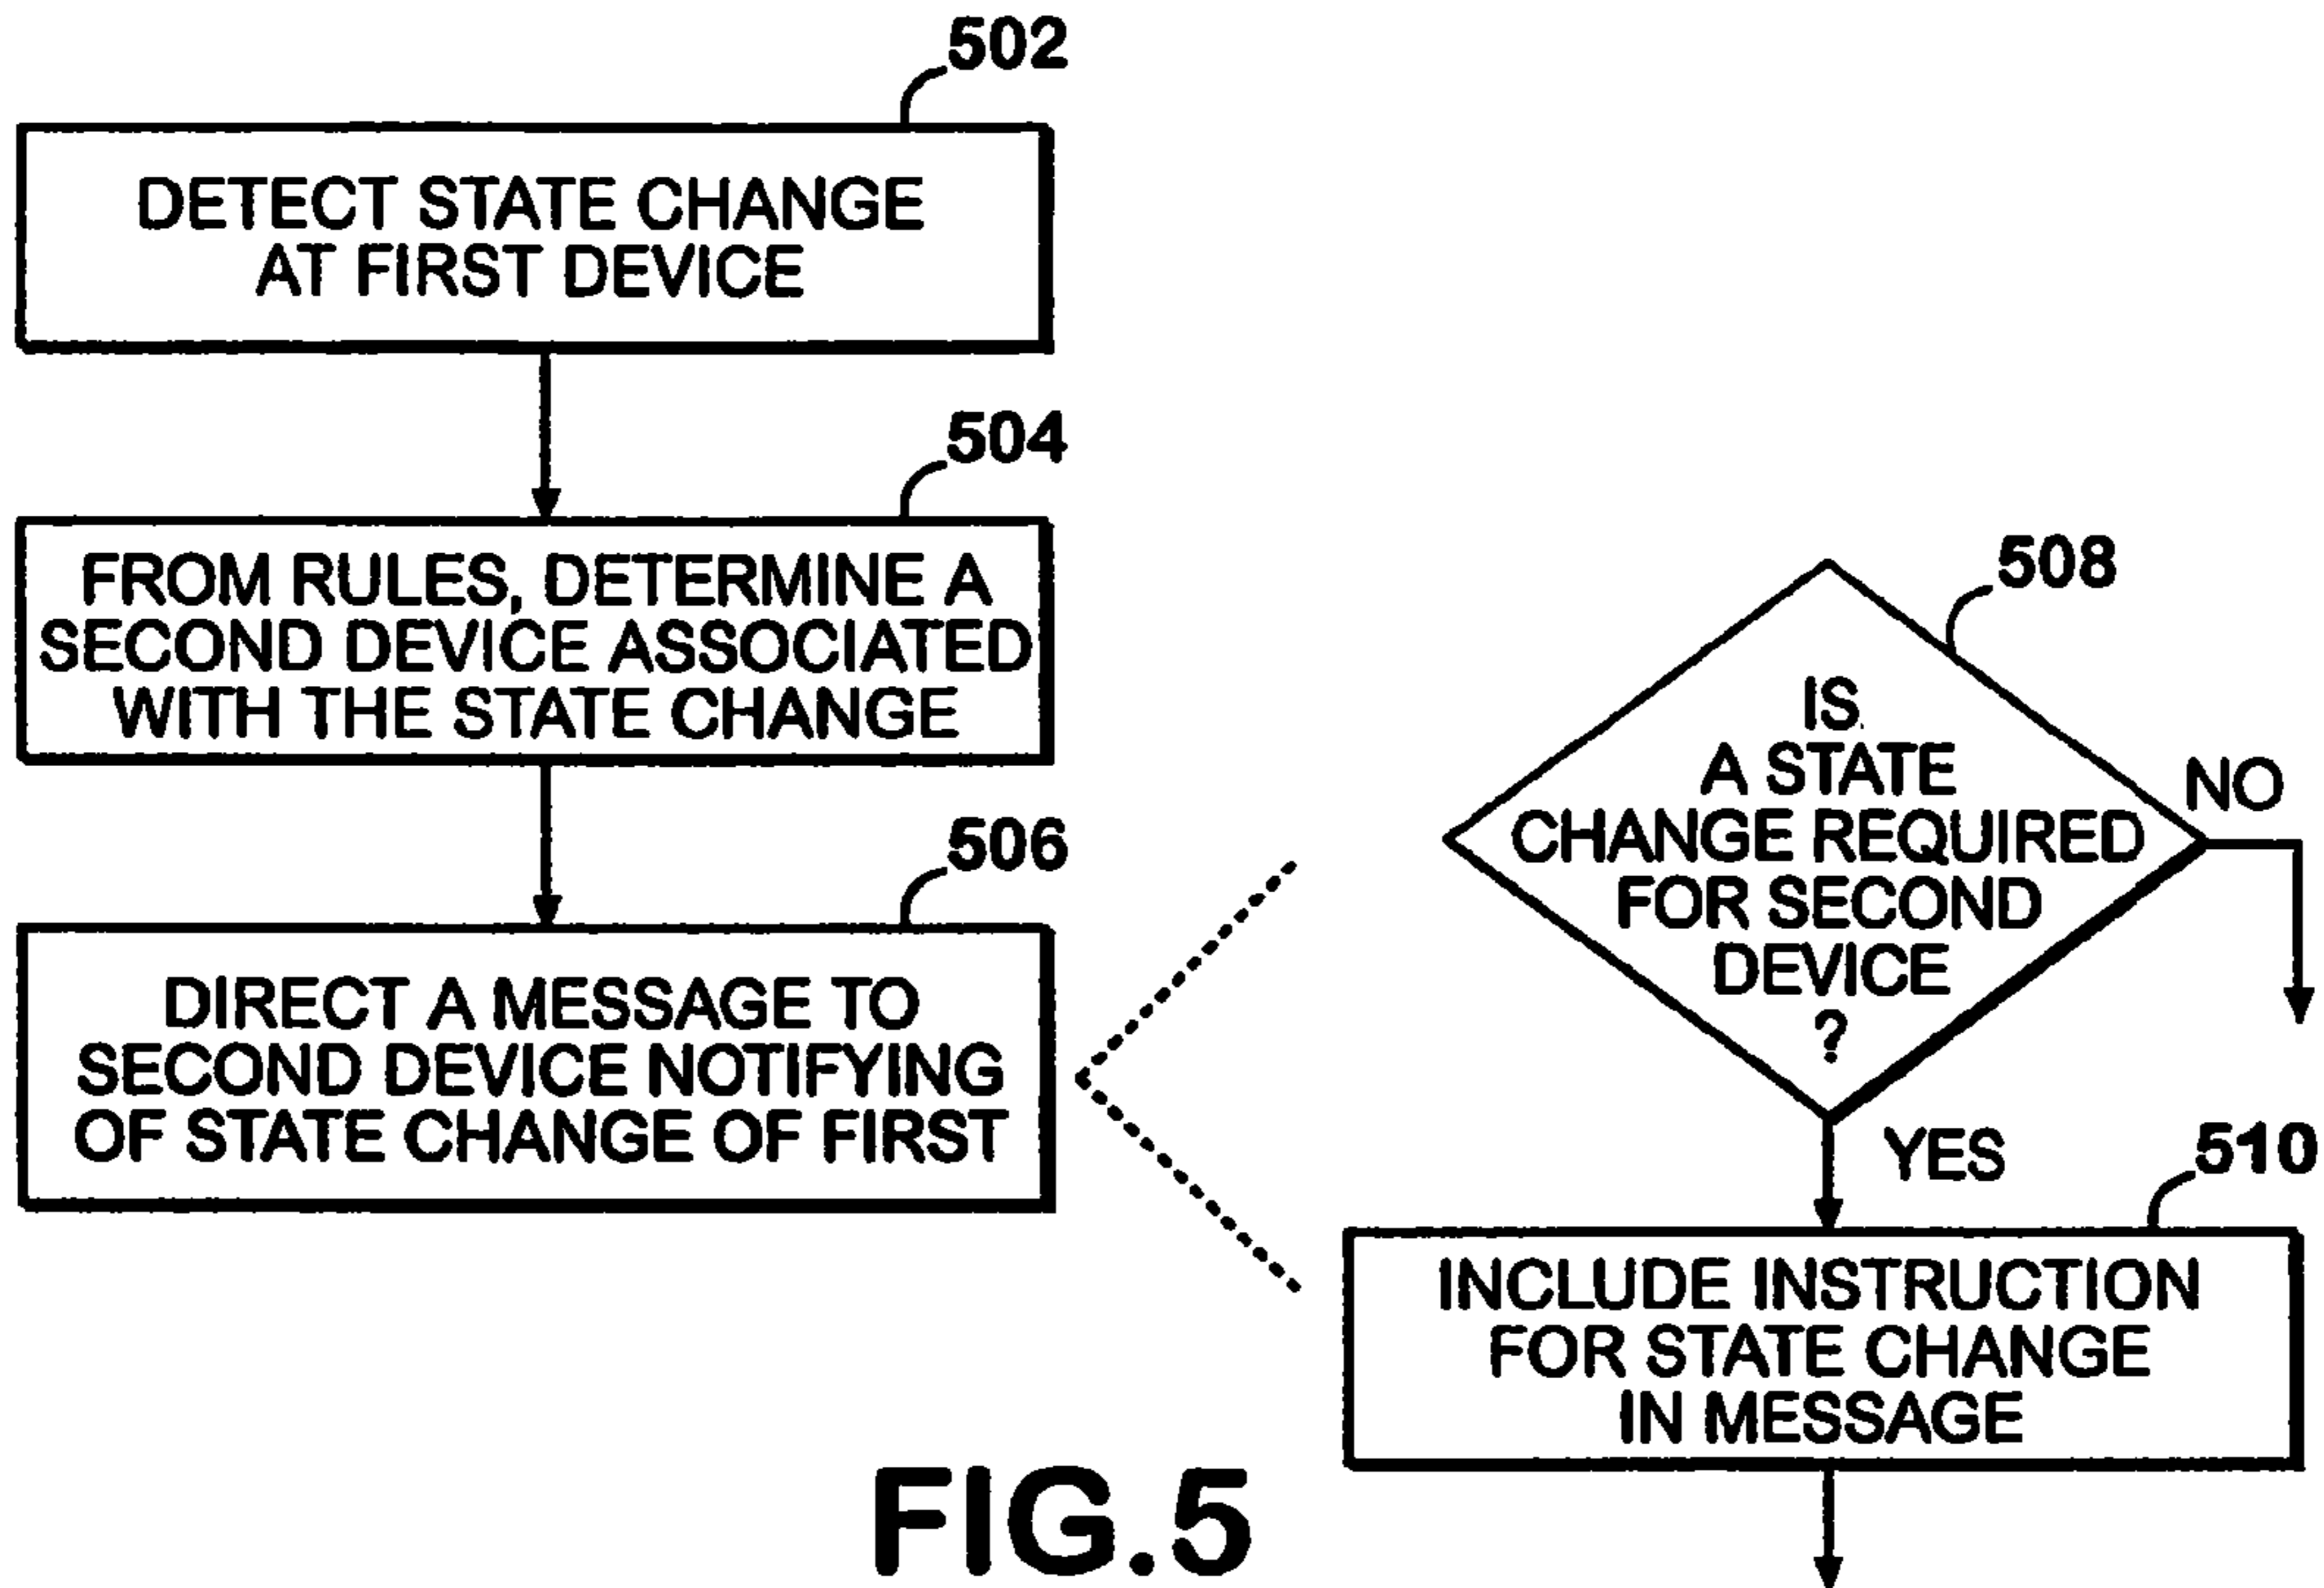 502
DETECT STATE CHANGE
AT FIRST DEVICE
504
FROM RULES, DETERMINE A
SECOND DEVICE ASSOCIATED
WITH THE STATE CHANGE
506
DIRECT A MESSAGE TO
SECOND DEVICE NOTIFYING
OF STATE CHANGE OF FIRST
508
IS
A STATE
CHANGE REQUIRED
FOR SECOND
DEVICE
?
NO
YES
510
INCLUDE INSTRUCTION
FOR STATE CHANGE
IN MESSAGE
FIG.5